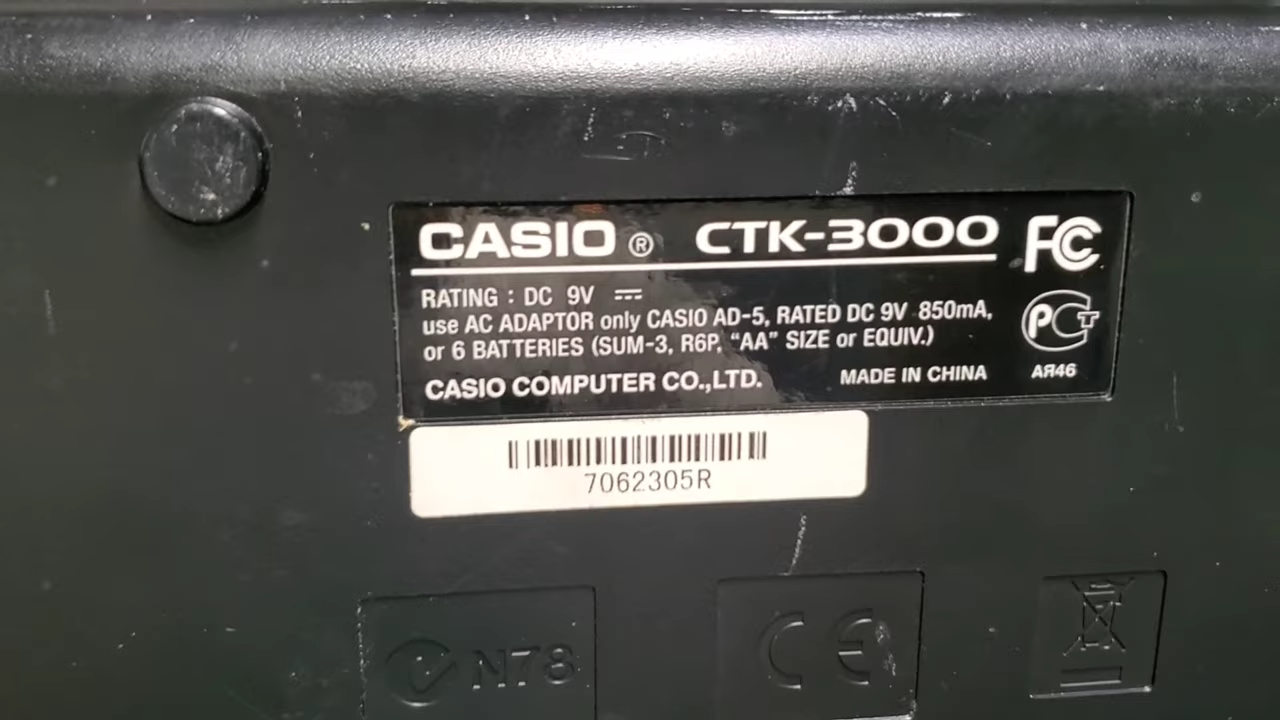 CASIO ® CTK-3000 FC
RATING : DC 9V
use AC ADAPTOR only CASIO AD-5, RATED DC 9V 850mA,
or 6 BATTERIES (SUM-3, R6P, “AA” SIZE or EQUIV.)
PCT
CASIO COMPUTER CO.,LTD. MADE IN CHINA АЯ46
7062305R
N78 CE